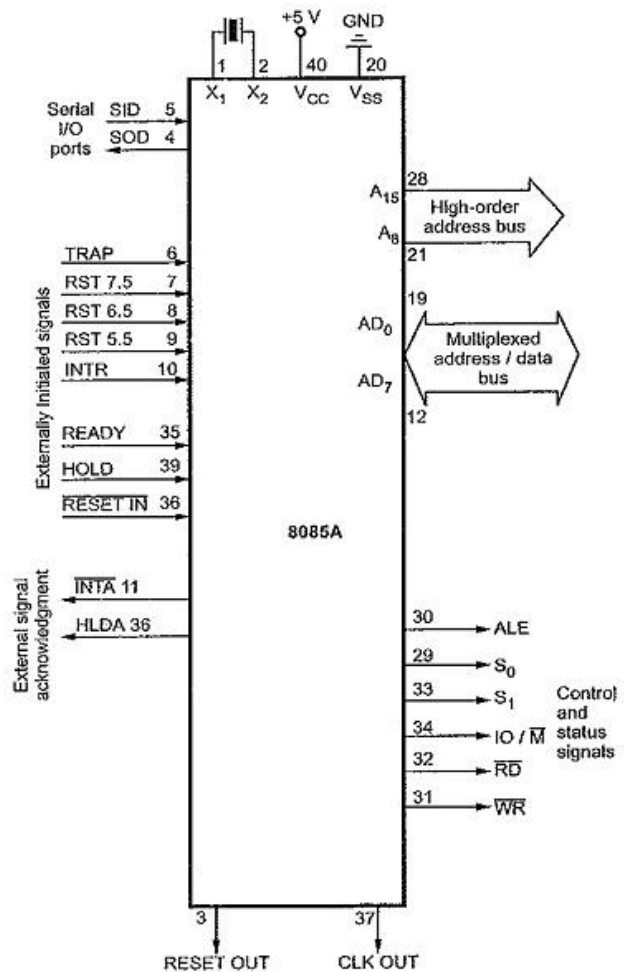 +5 V
GND
1
2
40
20
X1
X2
VCC
VSS
Serial
I/O
ports
SID 5
SOD 4
A15
28
High-order
address bus
A8
21
Externally Initialed signals
TRAP 6
RST 7.5 7
RST 6.5 8
RST 5.5 9
INTR 10
19
AD0
Multiplexed
address / data
bus
AD7
12
READY 35
HOLD 39
RESET IN 36
8085A
External signal
acknowledgment
INTA 11
HLDA 36
30 ALE
29 S0
33 S1
34 IO / M
32 RD
31 WR
Control
and
status
signals
3
37
RESET OUT
CLK OUT